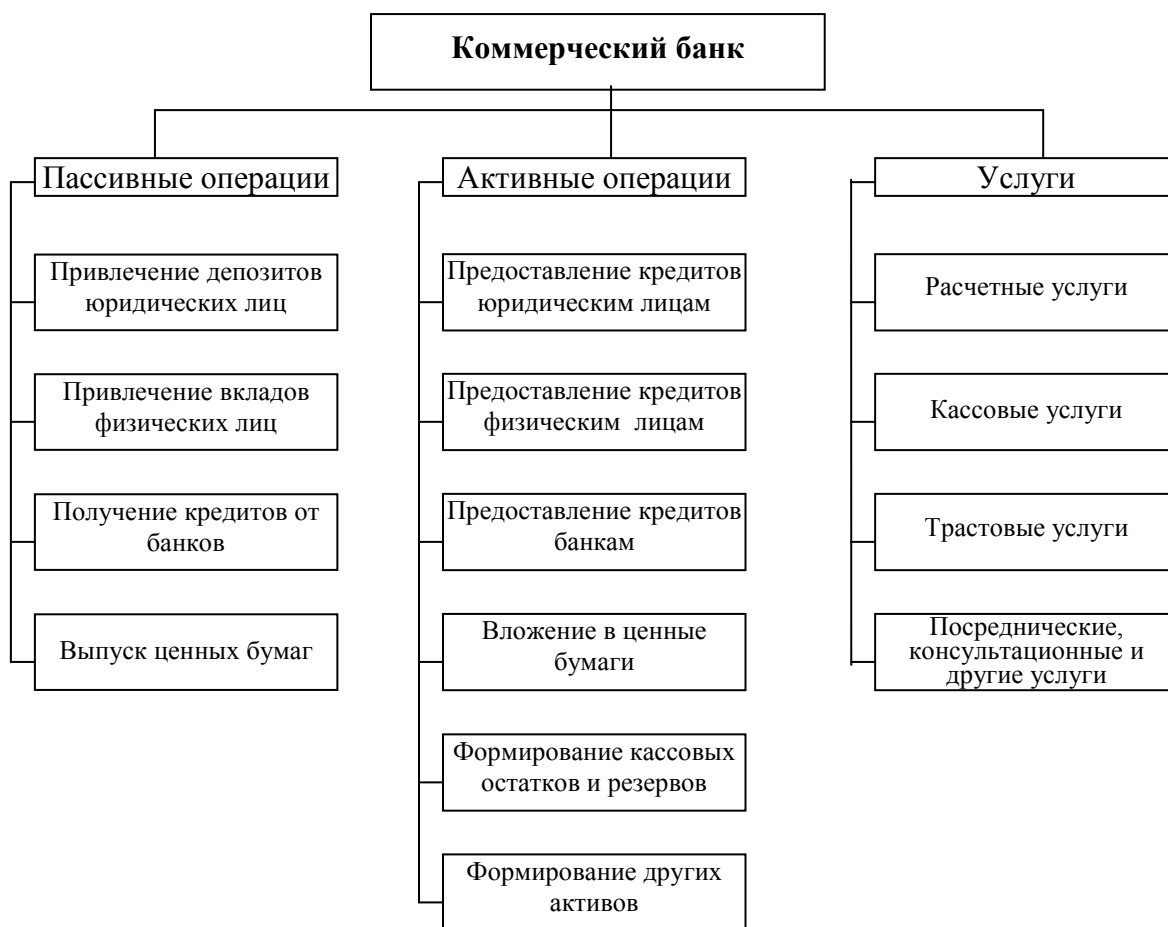 Коммерческий банк
Пассивные операции
Привлечение депозитов
юридических лиц
Привлечение вкладов
физических лиц
Получение кредитов от
банков
Выпуск ценных бумаг
Активные операции
Предоставление кредитов
юридическим лицам
Предоставление кредитов
физическим лицам
Предоставление кредитов
банкам
Вложение в ценные
бумаги
Формирование кассовых
остатков и резервов
Формирование других
активов
Услуги
Расчетные услуги
Кассовые услуги
Трастовые услуги
Посреднические,
консультационные и
другие услуги